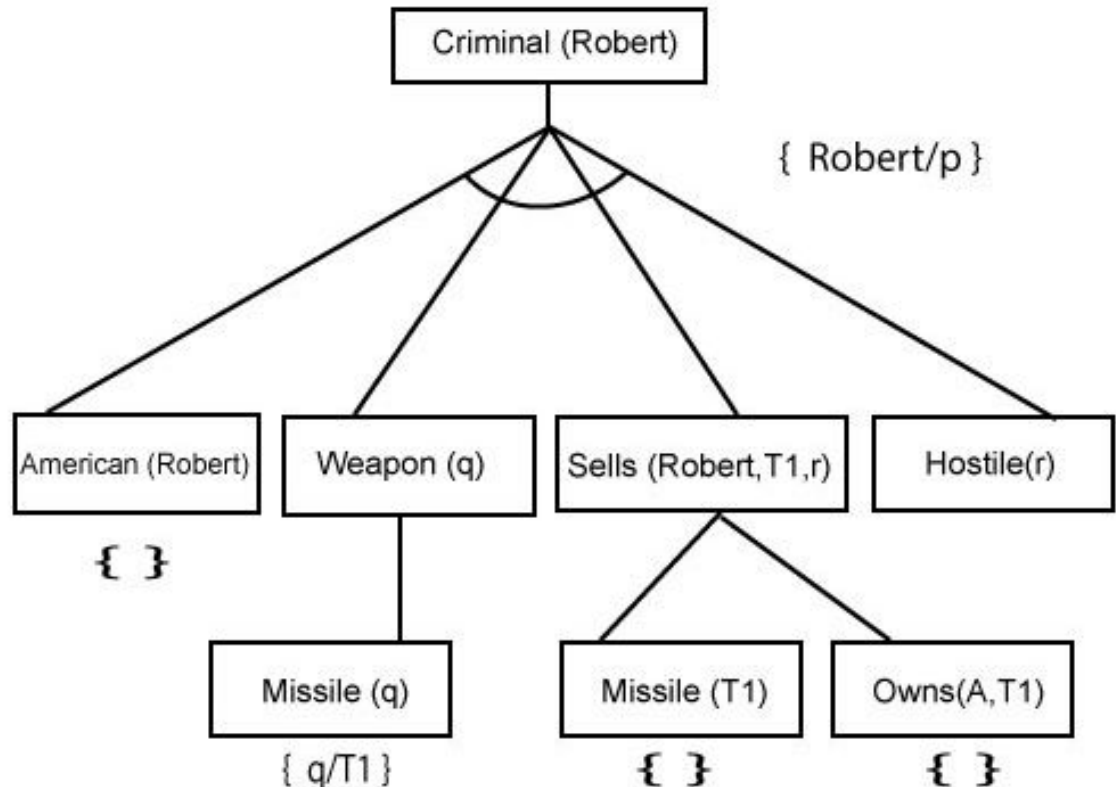 Criminal (Robert)
{ Robert/p }
American (Robert)
Weapon (q)
Sells (Robert,T1,r)
Hostile(r)
{ }
Missile (q)
Missile (T1)
Owns(A,T1)
{ q/T1 }
{ }
{ }